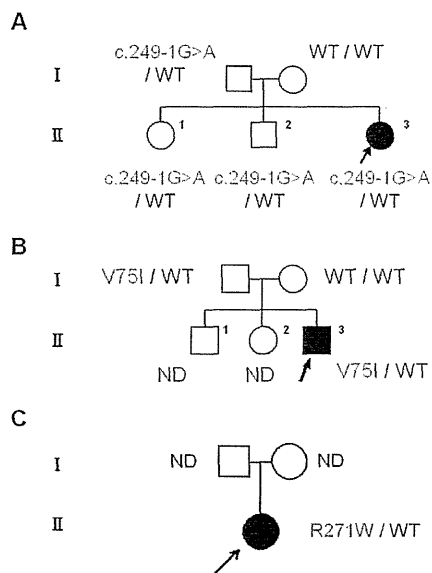 A
c.249-1G>A
/ WT
WT / WT
I
II
1
2
3
c.249-1G>A
/ WT
c.249-1G>A
/ WT
c.249-1G>A
/ WT
B
I
V75I / WT
WT / WT
II
1
2
3
ND
ND
V75I / WT
C
I
ND
ND
II
R271W / WT